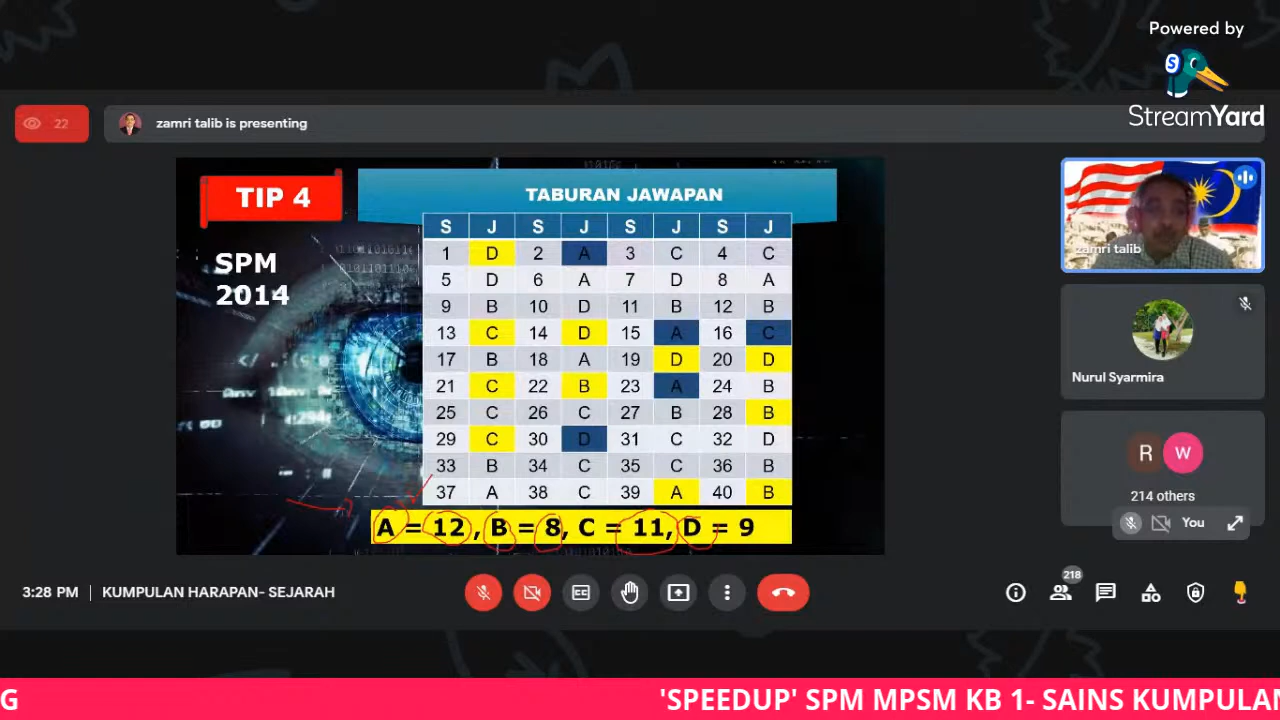 Powered by
StreamYard
22
zamri talib is presenting
TIP 4
TABURAN JAWAPAN
SPM
2014
S J S J S J S J
1 D 2 A 3 C 4 C
5 D 6 A 7 D 8 A
9 B 10 D 11 B 12 B
13 C 14 D 15 A 16 C
17 B 18 A 19 D 20 D
21 C 22 B 23 A 24 B
25 C 26 C 27 B 28 B
29 C 30 D 31 C 32 D
33 B 34 C 35 C 36 B
37 A 38 C 39 A 40 B
A = 12, B = 8, C = 11, D = 9
zamri talib
Nurul Syarmira
R W
214 others
You
3:28 PM | KUMPULAN HARAPAN- SEJARAH
218
G 'SPEEDUP' SPM MPSM KB 1- SAINS KUMPULAN